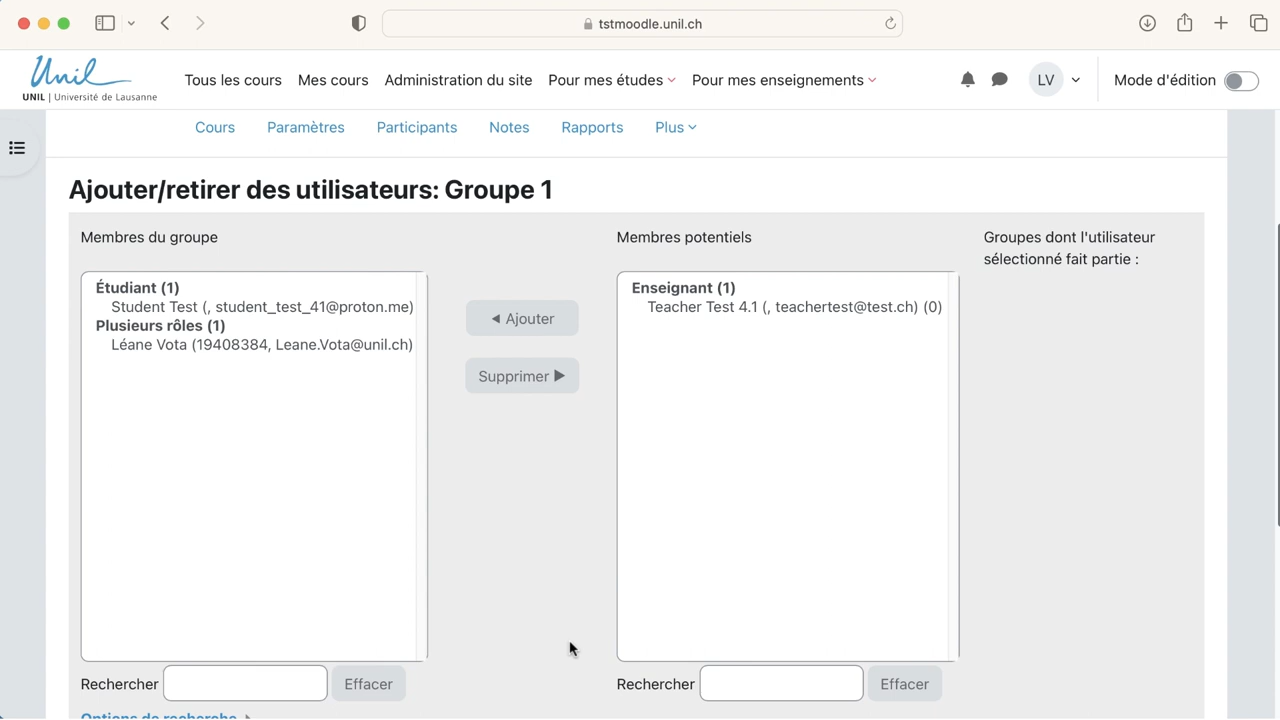 tstmoodle.unil.ch
Unil
UNIL | Université de Lausanne
Tous les cours Mes cours Administration du site Pour mes études Pour mes enseignements LV Mode d'édition
Cours Paramètres Participants Notes Rapports Plus
Ajouter/retirer des utilisateurs: Groupe 1
Membres du groupe
Étudiant (1)
Student Test (, student_test_41@proton.me)
Plusieurs rôles (1)
Léane Vota (19408384, Leane.Vota@unil.ch)
Rechercher Effacer
Options de recherche
◄ Ajouter
Supprimer ►
Membres potentiels
Enseignant (1)
Teacher Test 4.1 (, teachertest@test.ch) (0)
Rechercher Effacer
Groupes dont l'utilisateur
sélectionné fait partie :